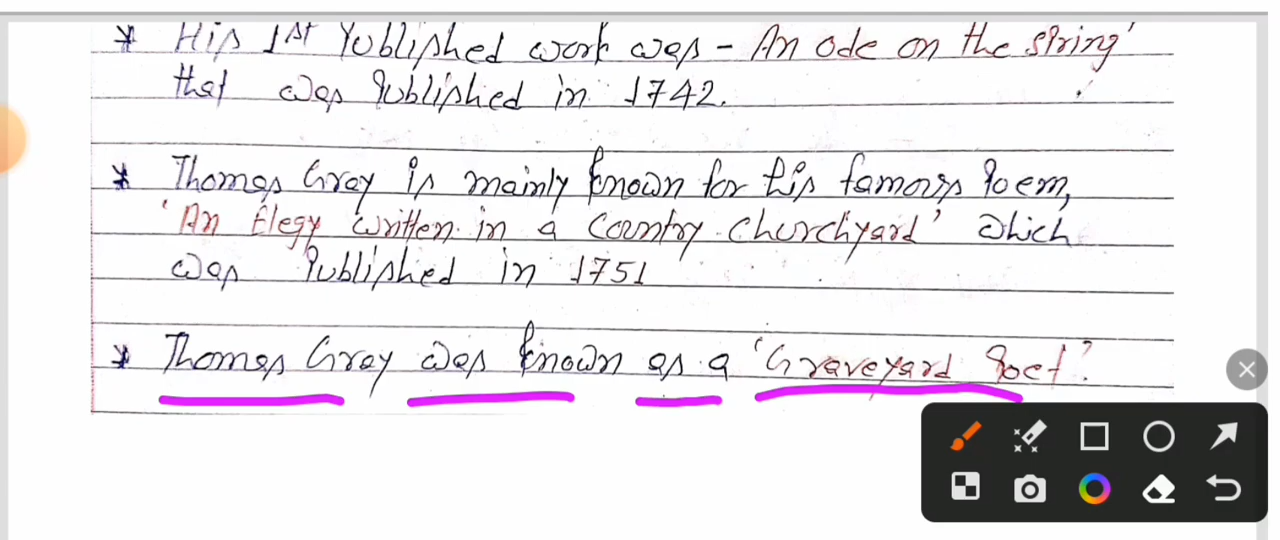 * His 1st Published work was - An ode on the spring'
that was Published in 1742.
* Thomas Gray is mainly known for his famous Poem,
'An Elegy written in a Country Churchyard' which
was Published in 1751
* Thomas Gray was known as a 'Graveyard Poet'.